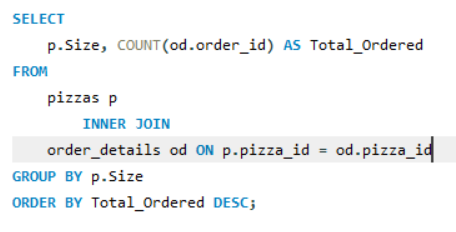 SELECT
p.Size, COUNT(od.order_id) AS Total_Ordered
FROM
pizzas p
INNER JOIN
order_details od ON p.pizza_id = od.pizza_id
GROUP BY p.Size
ORDER BY Total_Ordered DESC;